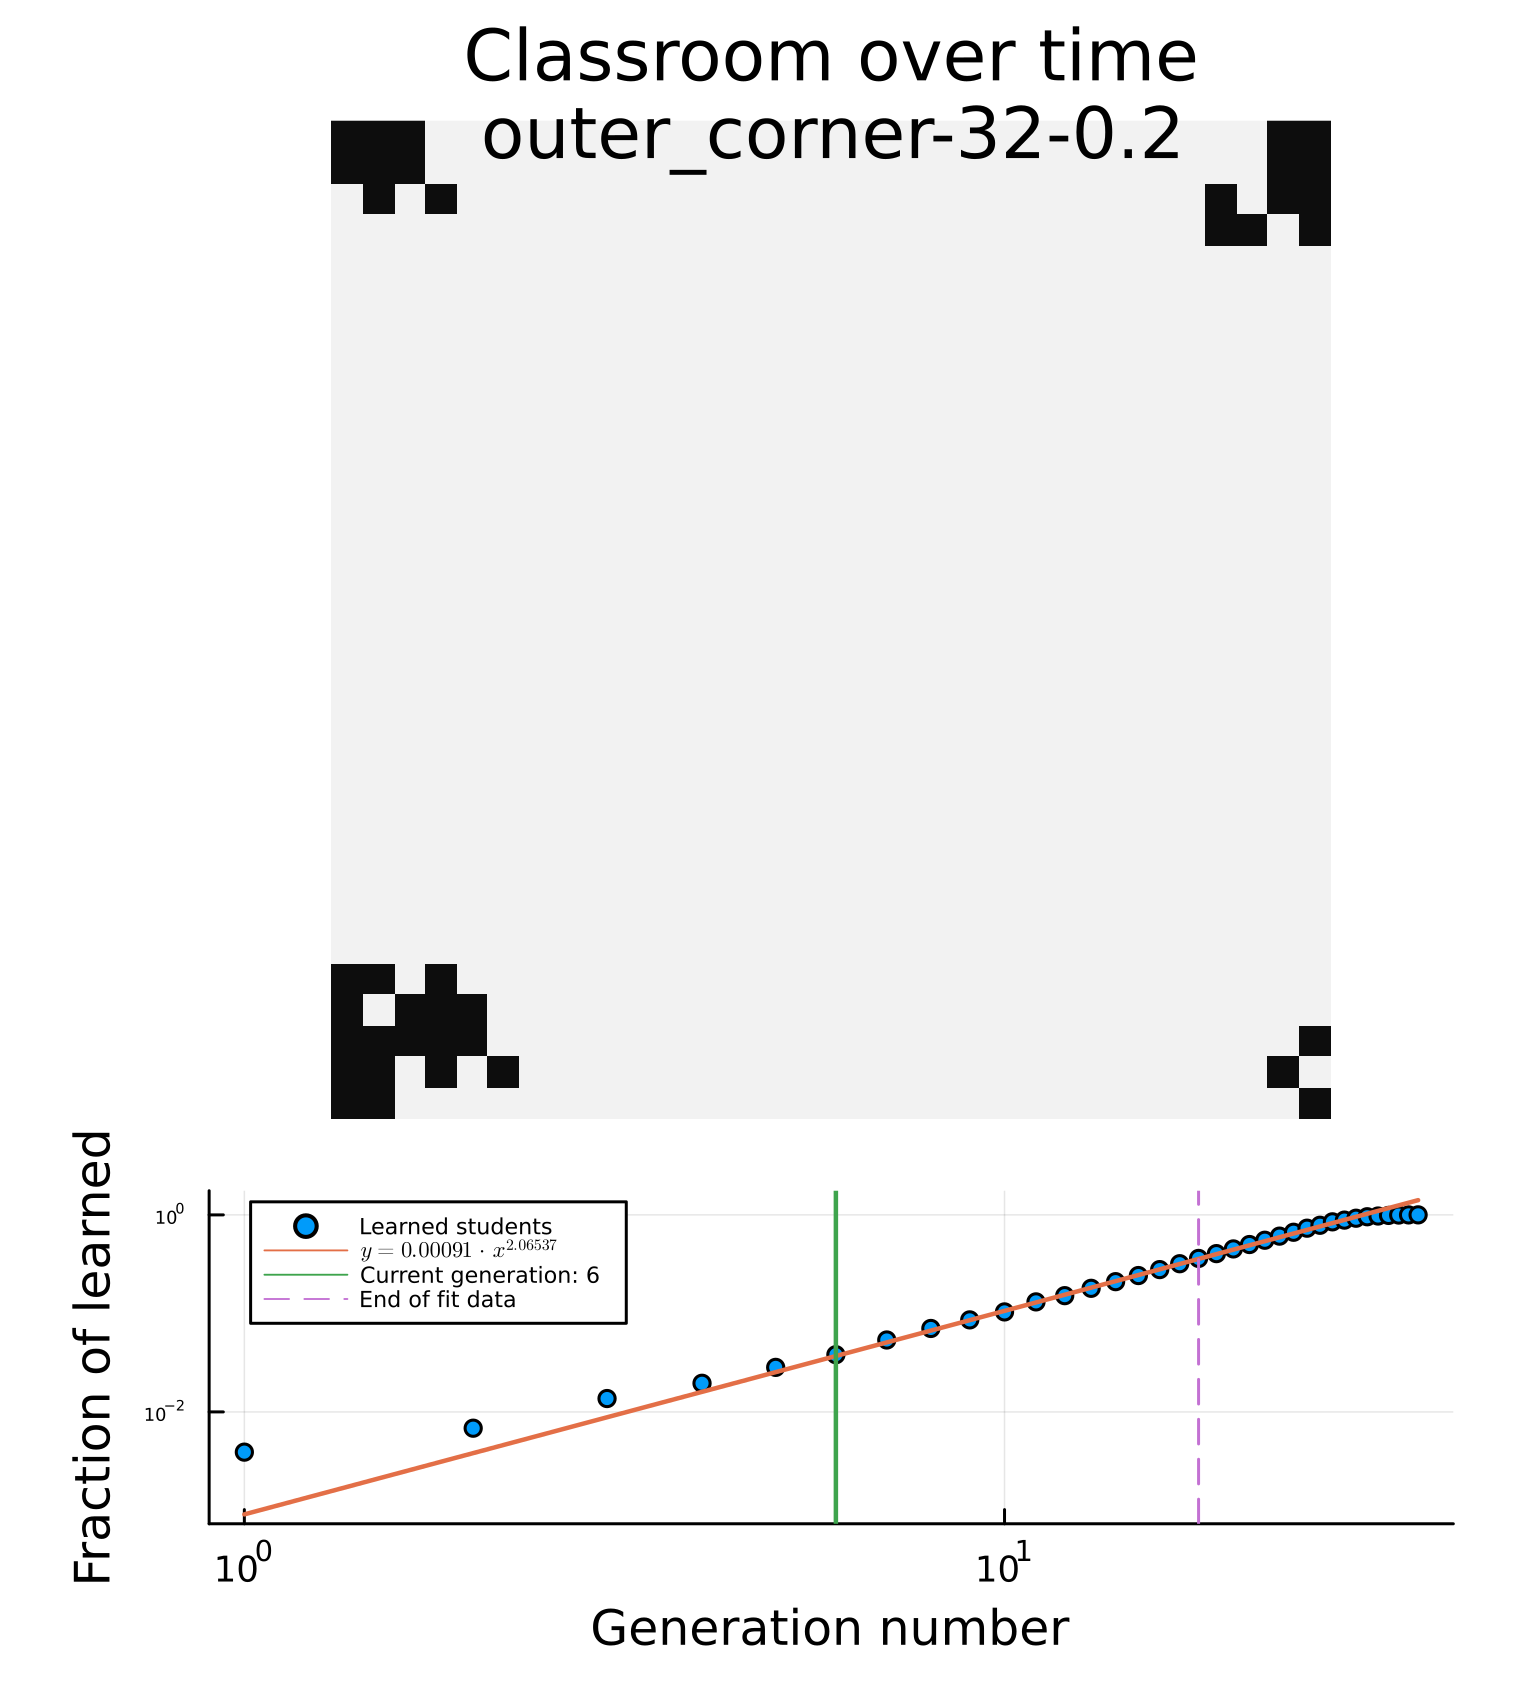 Classroom over time
outer_corner-32-0.2
Fraction of learned
10^0
10^-2
Learned students
y = 0.00091 · x^2.06537
Current generation: 6
End of fit data
10^0
10^1
Generation number